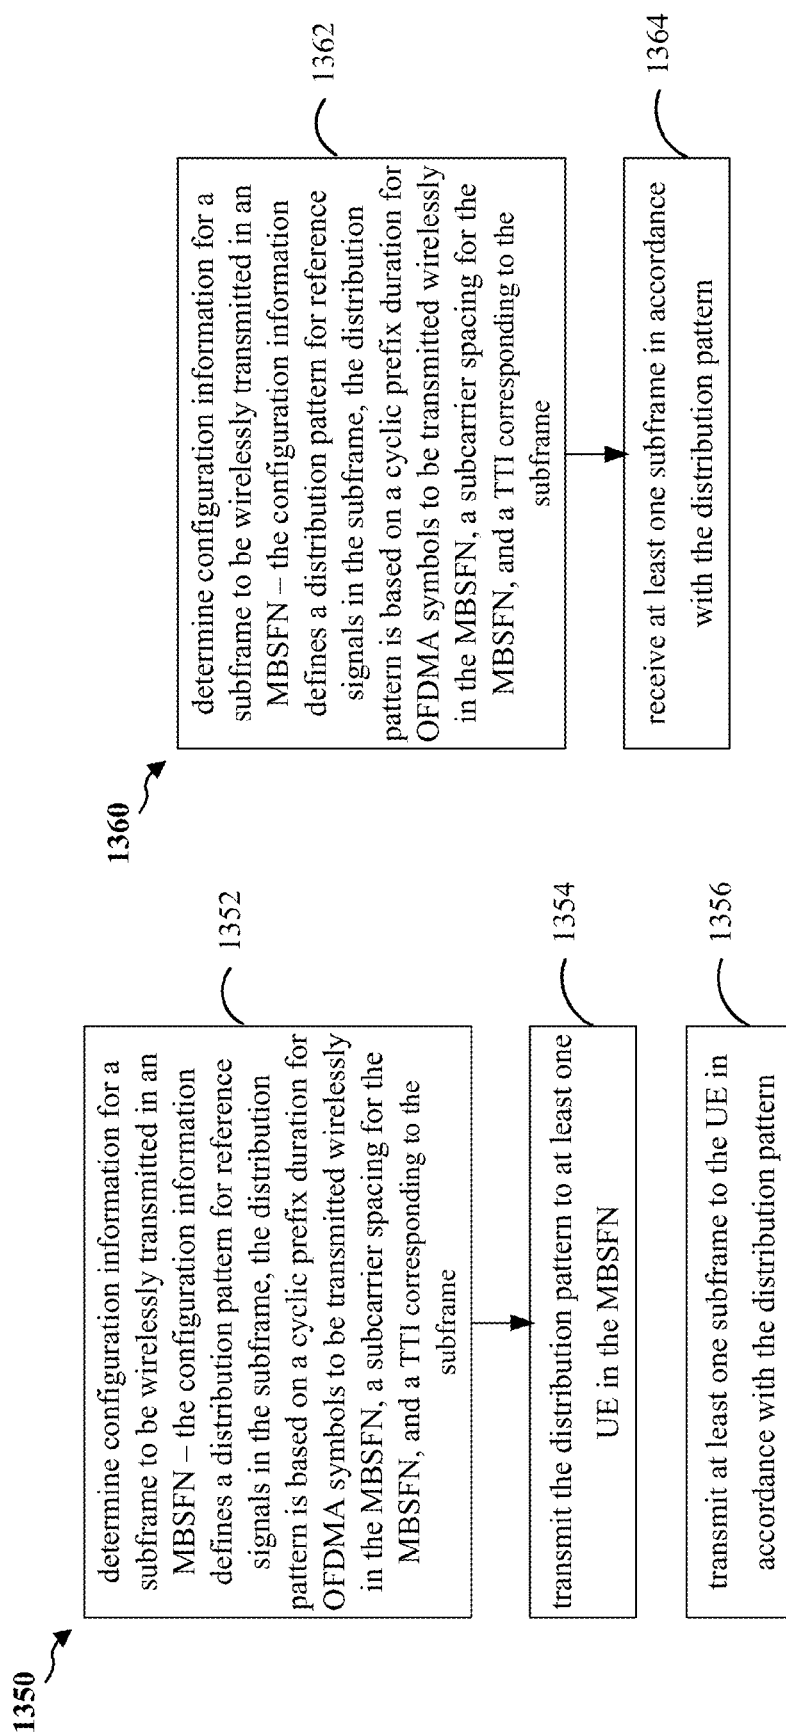 1350
determine configuration information for a
subframe to be wirelessly transmitted in an
MBSFN – the configuration information
defines a distribution pattern for reference
signals in the subframe, the distribution
pattern is based on a cyclic prefix duration for
OFDMA symbols to be transmitted wirelessly
in the MBSFN, a subcarrier spacing for the
MBSFN, and a TTI corresponding to the
subframe
1352
transmit the distribution pattern to at least one
UE in the MBSFN
1354
transmit at least one subframe to the UE in
accordance with the distribution pattern
1356
1360
determine configuration information for a
subframe to be wirelessly transmitted in an
MBSFN – the configuration information
defines a distribution pattern for reference
signals in the subframe, the distribution
pattern is based on a cyclic prefix duration for
OFDMA symbols to be transmitted wirelessly
in the MBSFN, a subcarrier spacing for the
MBSFN, and a TTI corresponding to the
subframe
1362
receive at least one subframe in accordance
with the distribution pattern
1364